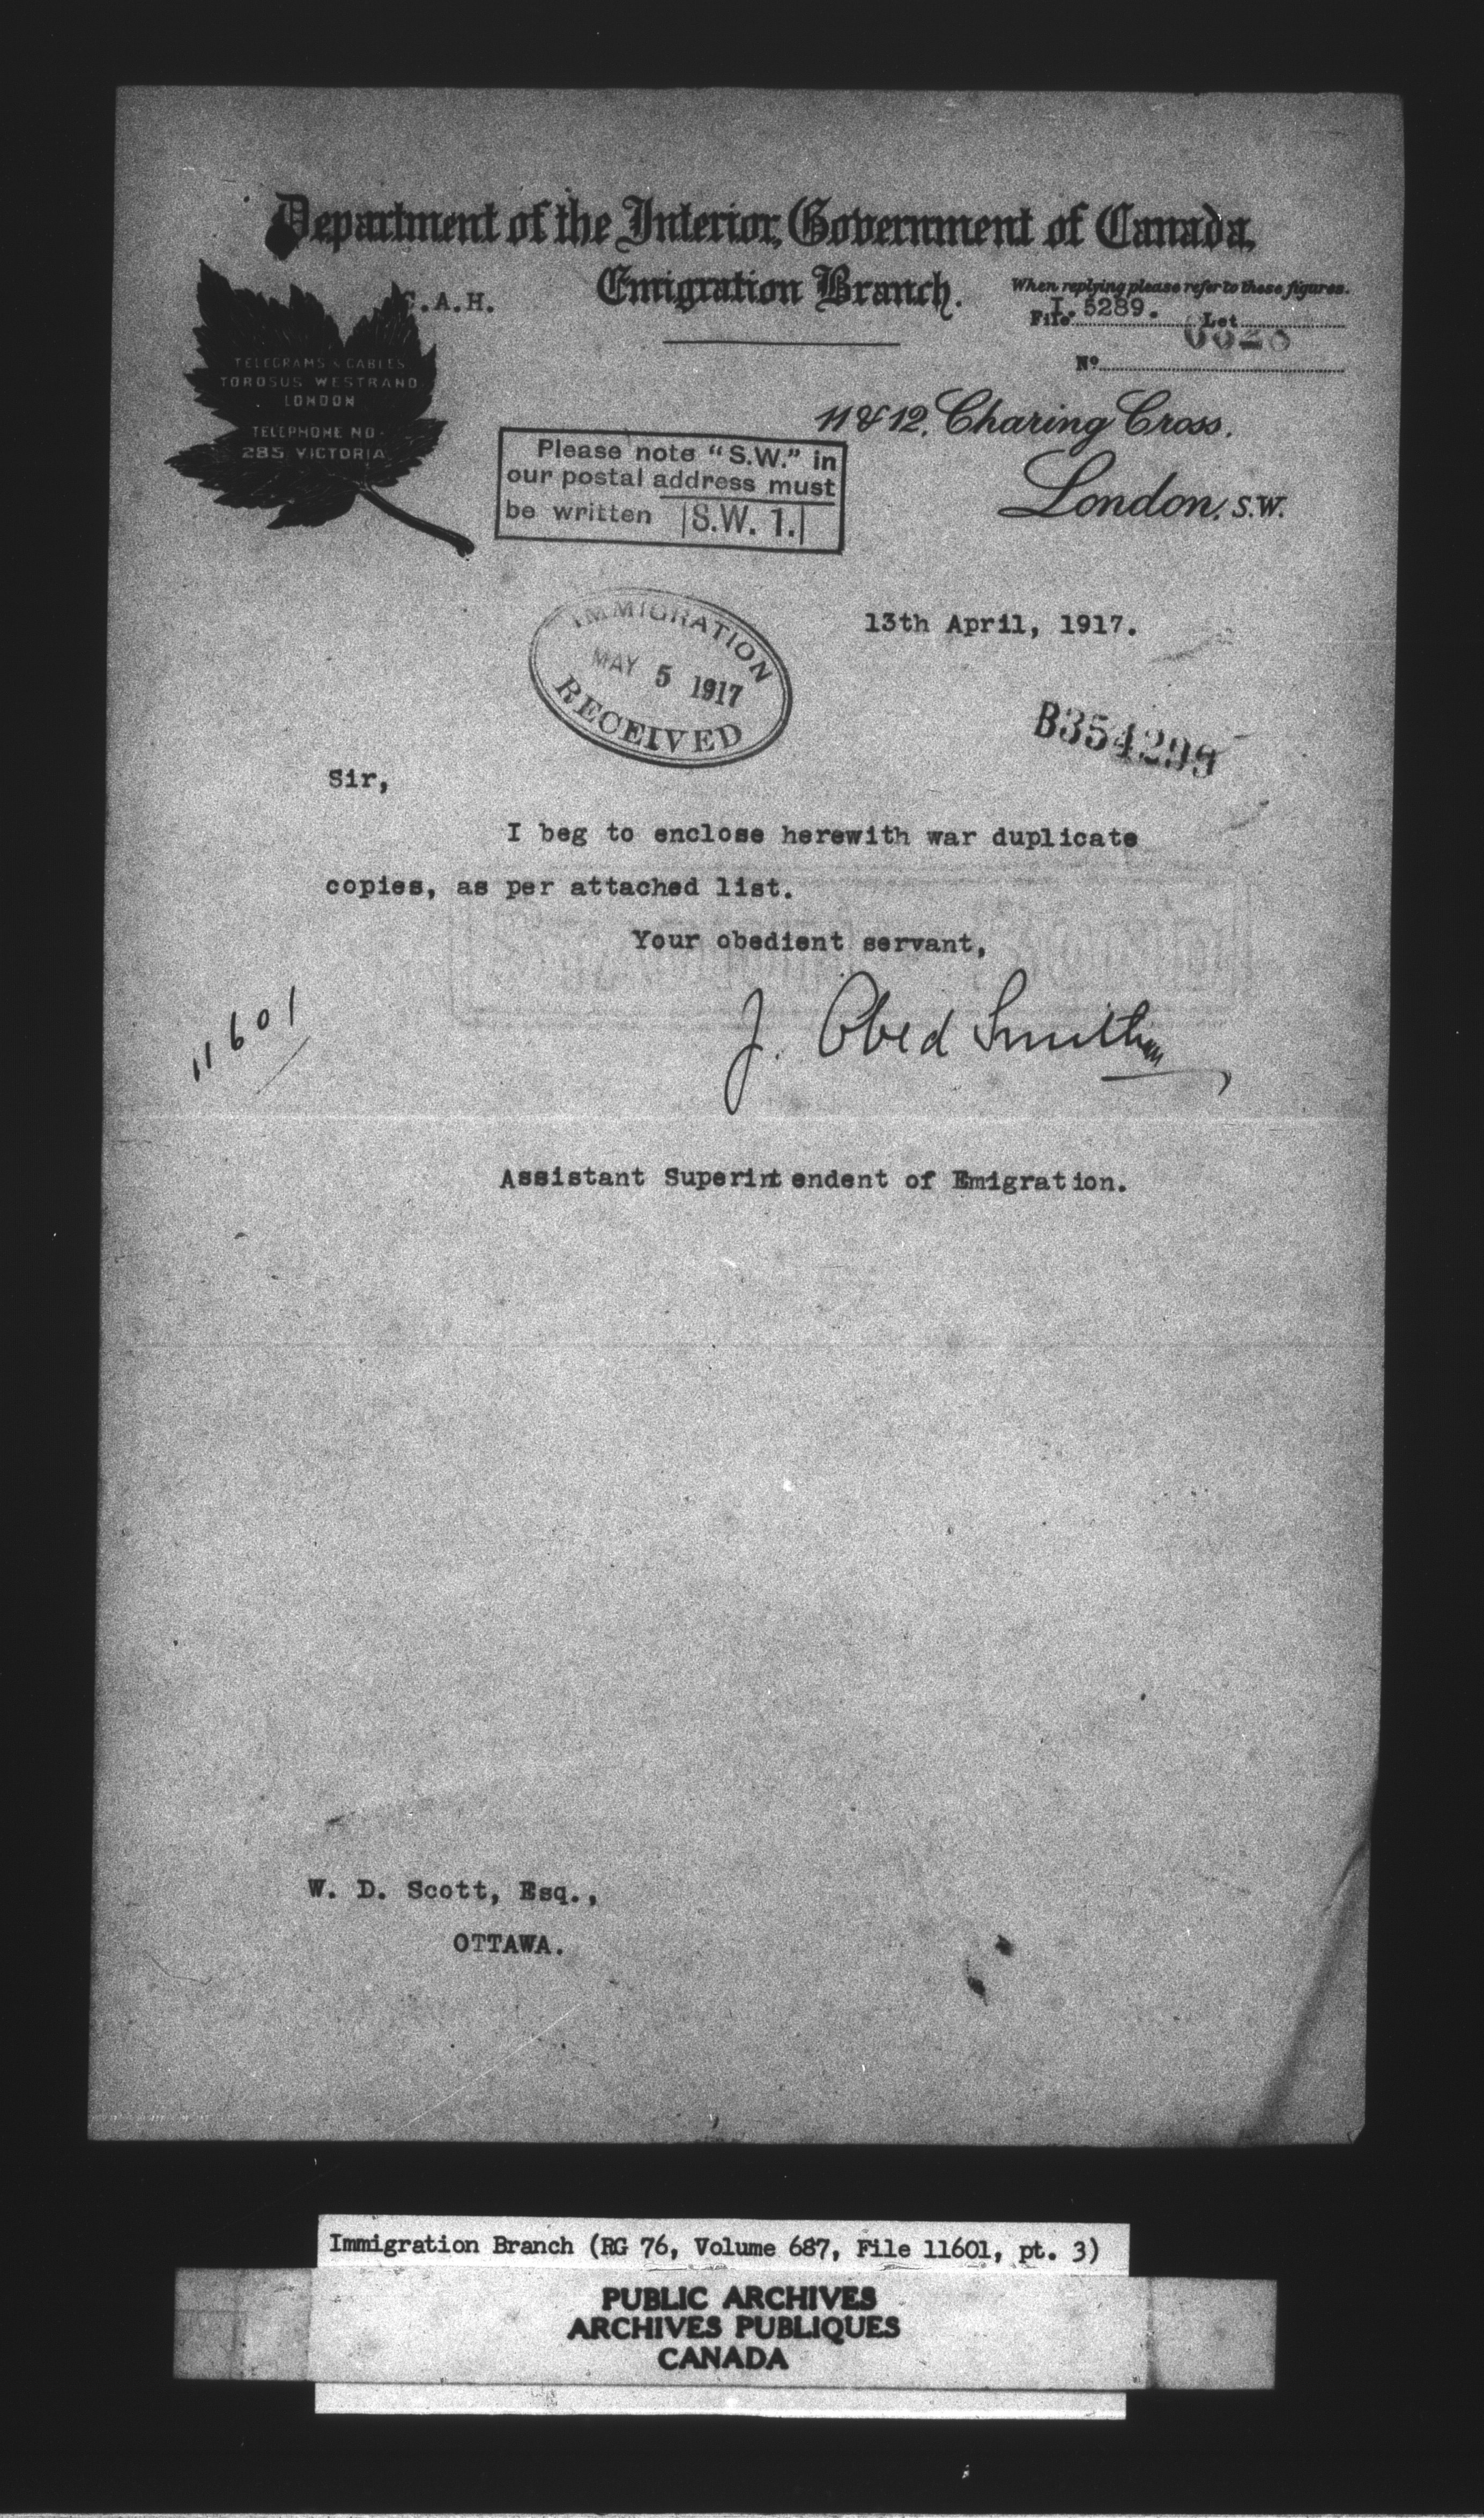 Department of the Interior, Government of Canada,
Emigration Branch.
.A.H.
When replying please refer to these figures.
File I. 5289. Lot
No
TELEGRAMS & CABLES
TOROSUS WESTRAND
LONDON
TELEPHONE NO
285 VICTORIA
11 & 12, Charing Cross,
London, S.W.
Please note "S.W." in
our postal address must
be written S.W. 1.
13th April, 1917.
IMMIGRATION
MAY 5 1917
RECEIVED
B354299
Sir,
I beg to enclose herewith war duplicate
copies, as per attached list.
Your obedient servant,
11601
J. Obed Smith
Assistant Superintendent of Emigration.
W. D. Scott, Esq.,
OTTAWA.
Immigration Branch (RG 76, Volume 687, File 11601, pt. 3)
PUBLIC ARCHIVES
ARCHIVES PUBLIQUES
CANADA